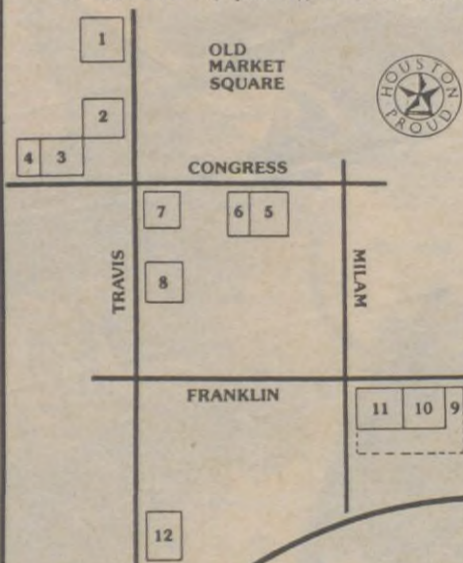 1
OLD
MARKET
SQUARE
HOUSTON
PROUD
2
4 3
CONGRESS
7 6 5
TRAVIS
8
MILAM
FRANKLIN
11 10 9
12